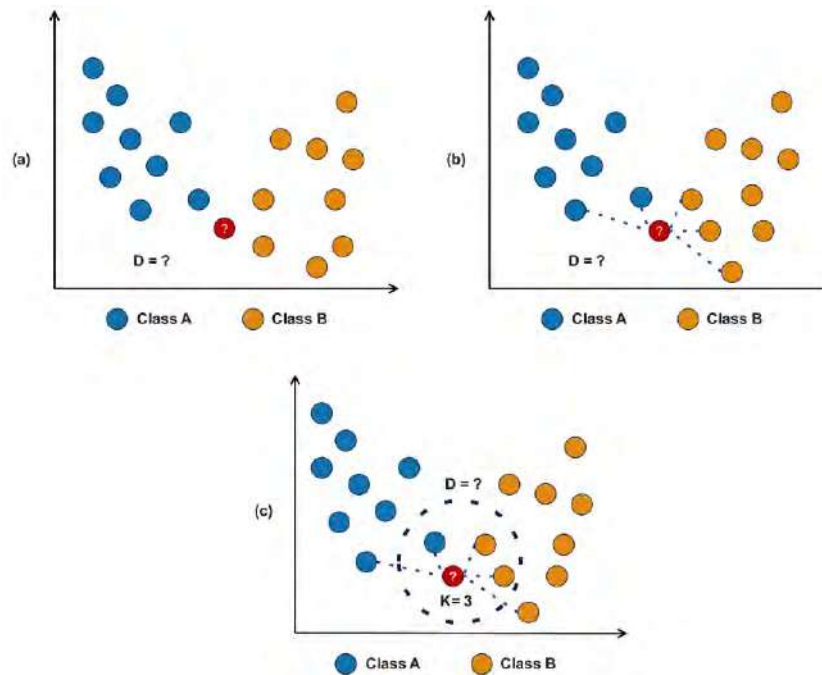 (a)
?
D = ?
Class A
Class B
(b)
?
D = ?
Class A
Class B
(c)
D = ?
?
K= 3
Class A
Class B